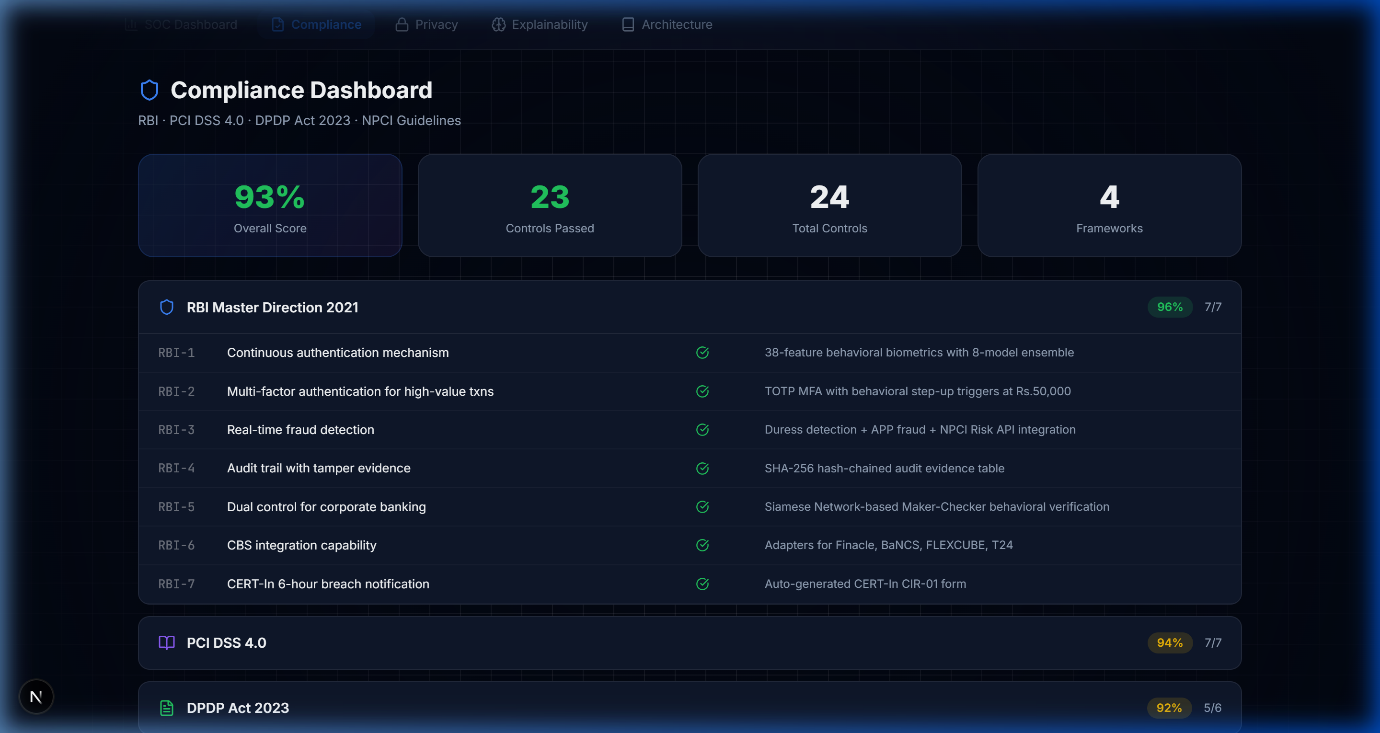 SOC Dashboard Compliance Privacy Explainability Architecture
Compliance Dashboard
RBI · PCI DSS 4.0 · DPDP Act 2023 · NPCI Guidelines
93% 23 24 4
Overall Score Controls Passed Total Controls Frameworks
RBI Master Direction 2021 96% 7/7
RBI-1 Continuous authentication mechanism 38-feature behavioral biometrics with 8-model ensemble
RBI-2 Multi-factor authentication for high-value txns TOTP MFA with behavioral step-up triggers at Rs.50,000
RBI-3 Real-time fraud detection Duress detection + APP fraud + NPCI Risk API integration
RBI-4 Audit trail with tamper evidence SHA-256 hash-chained audit evidence table
RBI-5 Dual control for corporate banking Siamese Network-based Maker-Checker behavioral verification
RBI-6 CBS integration capability Adapters for Finacle, BaNCS, FLEXCUBE, T24
RBI-7 CERT-In 6-hour breach notification Auto-generated CERT-In CIR-01 form
PCI DSS 4.0 94% 7/7
N
DPDP Act 2023 92% 5/6